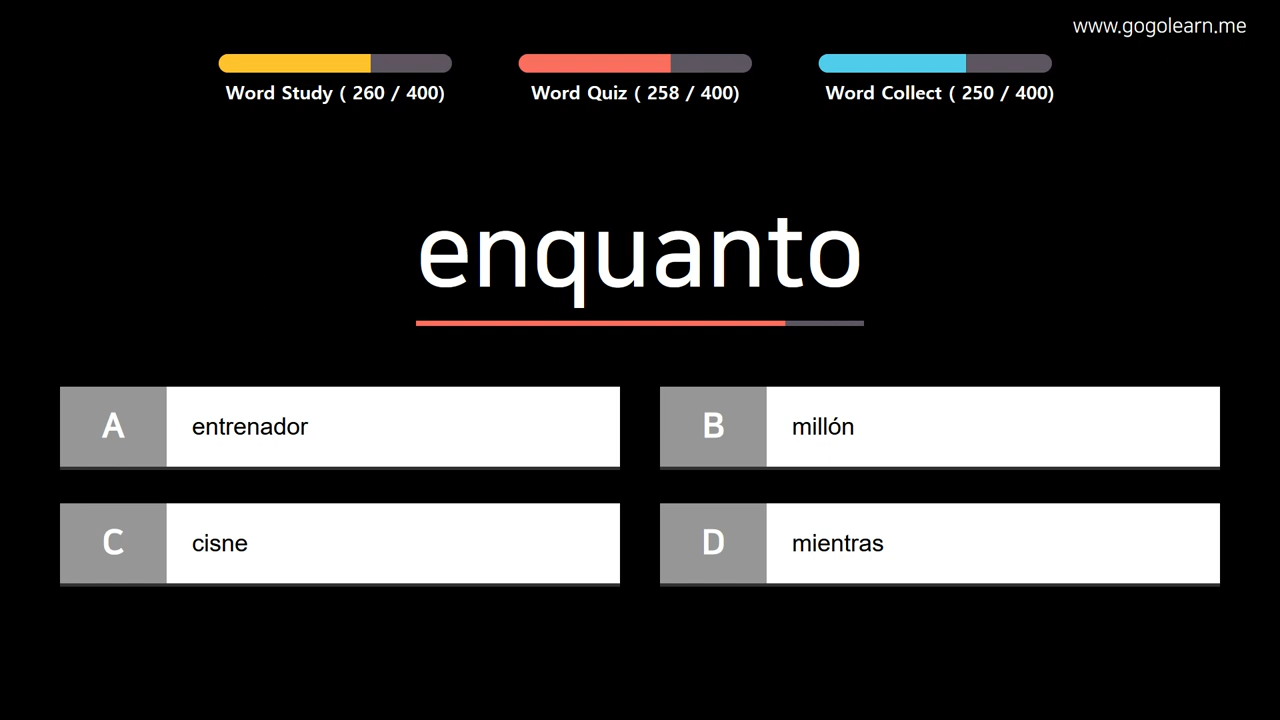 www.gogolearn.me
Word Study ( 260 / 400)
Word Quiz ( 258 / 400)
Word Collect ( 250 / 400)
enquanto
A entrenador
B millón
C cisne
D mientras